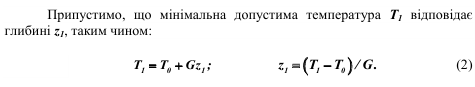 Припустимо, що мінімальна допустима температура T₁ відповідає
глибині z₁, таким чином:
T₁ = T₀ + Gz₁; z₁ = (T₁ − T₀) / G. (2)